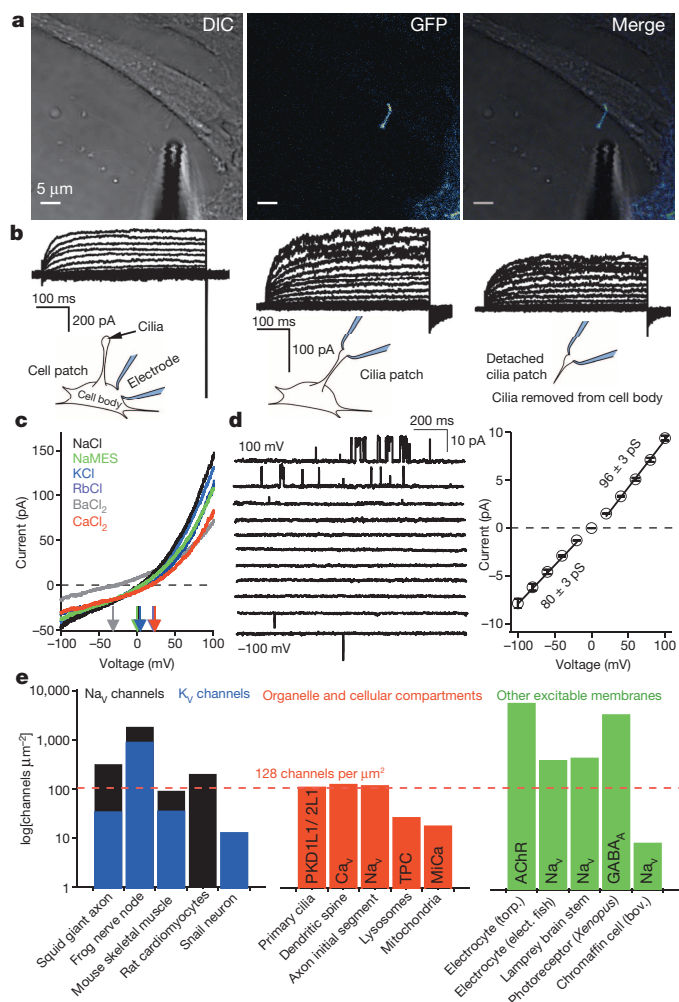 a
DIC
GFP
Merge
5 μm
b
100 ms
200 pA
Cilia
Cell patch
Electrode
Cell body
100 ms
100 pA
Cilia patch
Detached
cilia patch
Cilia removed from cell body
c
150
100
50
0
−50
Current (pA)
NaCl
NaMES
KCl
RbCl
BaCl2
CaCl2
−100
−50
0
50
100
Voltage (mV)
d
200 ms
10 pA
100 mV
−100 mV
10
5
0
−5
−10
Current (pA)
96 ± 3 pS
80 ± 3 pS
−100
−50
0
50
100
Voltage (mV)
e
10,000
1,000
100
10
1
log[channels μm−2]
NaV channels
KV channels
Organelle and cellular compartments
Other excitable membranes
128 channels per μm2
PKD1L1/ 2L1
CaV
NaV
TPC
MiCa
AChR
NaV
NaV
GABAA
NaV
Squid giant axon
Frog nerve node
Mouse skeletal muscle
Rat cardiomyocytes
Snail neuron
Primary cilia
Dendritic spine
Axon initial segment
Lysosomes
Mitochondria
Electrocyte (torp.)
Electrocyte (elect. fish)
Lamprey brain stem
Photoreceptor (Xenopus)
Chromaffin cell (bov.)